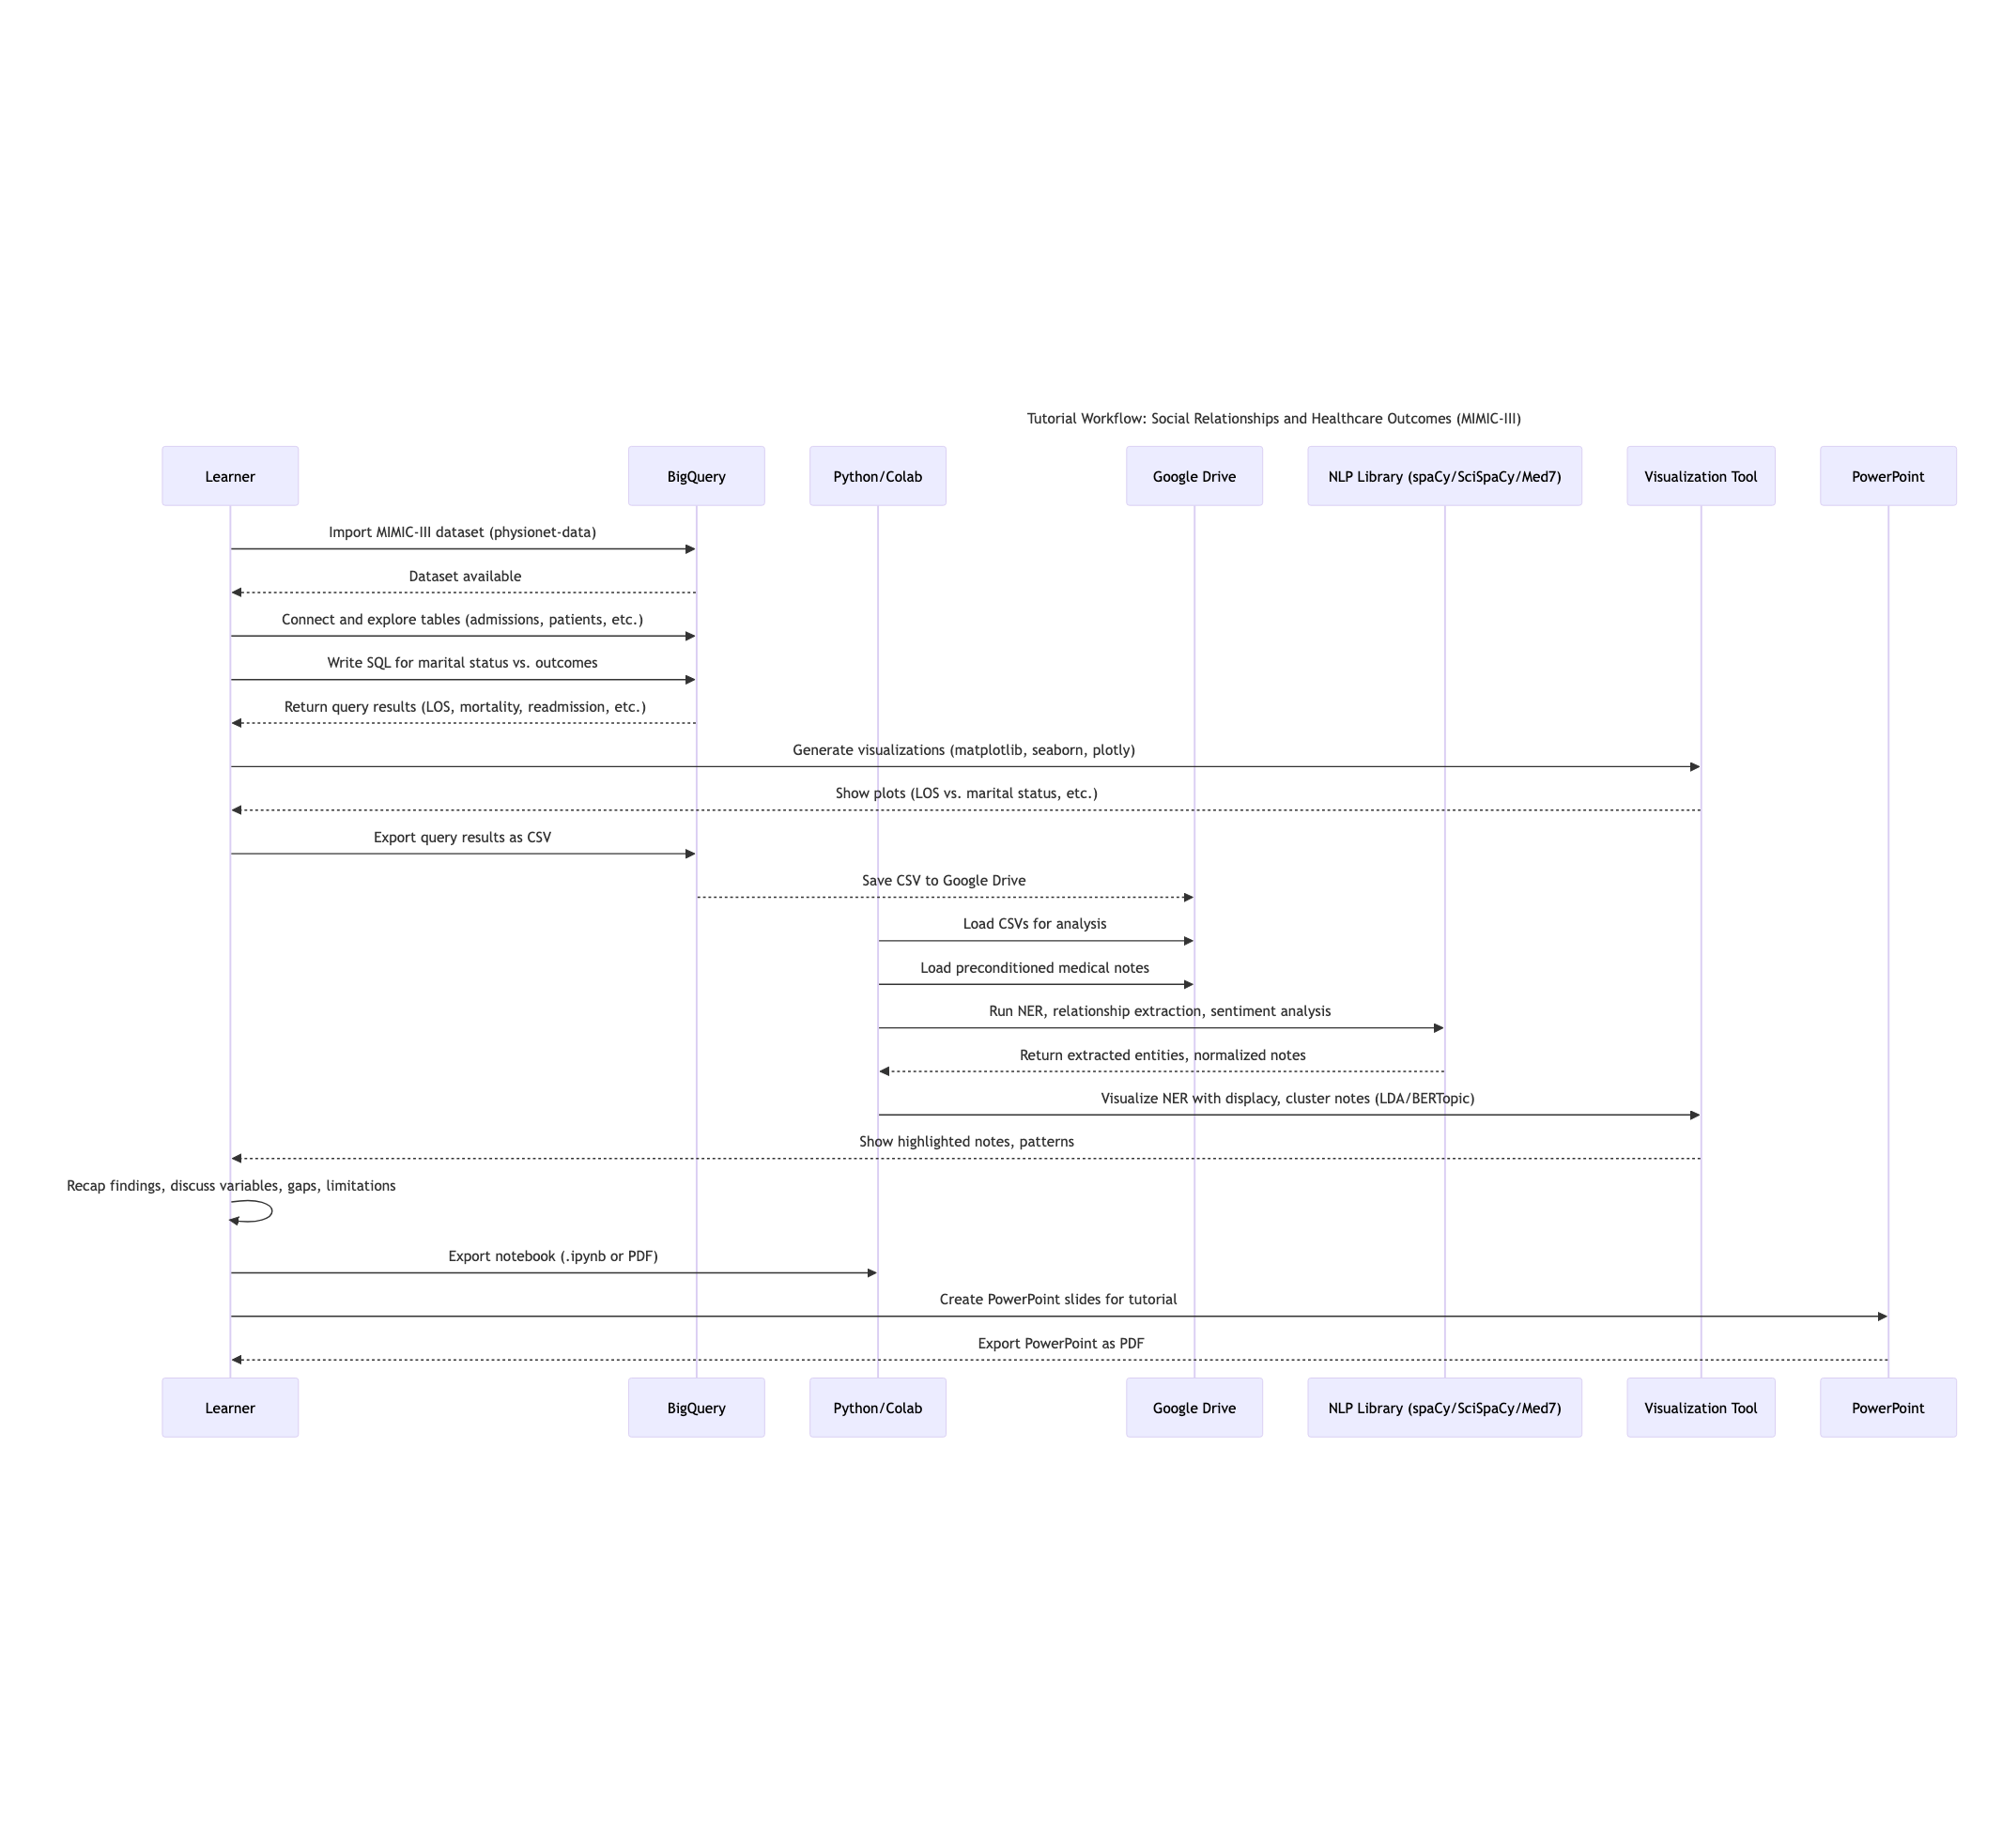 Tutorial Workflow: Social Relationships and Healthcare Outcomes (MIMIC-III)
Learner
BigQuery
Python/Colab
Google Drive
NLP Library (spaCy/SciSpaCy/Med7)
Visualization Tool
PowerPoint
Import MIMIC-III dataset (physionet-data)
Dataset available
Connect and explore tables (admissions, patients, etc.)
Write SQL for marital status vs. outcomes
Return query results (LOS, mortality, readmission, etc.)
Generate visualizations (matplotlib, seaborn, plotly)
Show plots (LOS vs. marital status, etc.)
Export query results as CSV
Save CSV to Google Drive
Load CSVs for analysis
Load preconditioned medical notes
Run NER, relationship extraction, sentiment analysis
Return extracted entities, normalized notes
Visualize NER with displacy, cluster notes (LDA/BERTopic)
Show highlighted notes, patterns
Recap findings, discuss variables, gaps, limitations
Export notebook (.ipynb or PDF)
Create PowerPoint slides for tutorial
Export PowerPoint as PDF
Learner
BigQuery
Python/Colab
Google Drive
NLP Library (spaCy/SciSpaCy/Med7)
Visualization Tool
PowerPoint